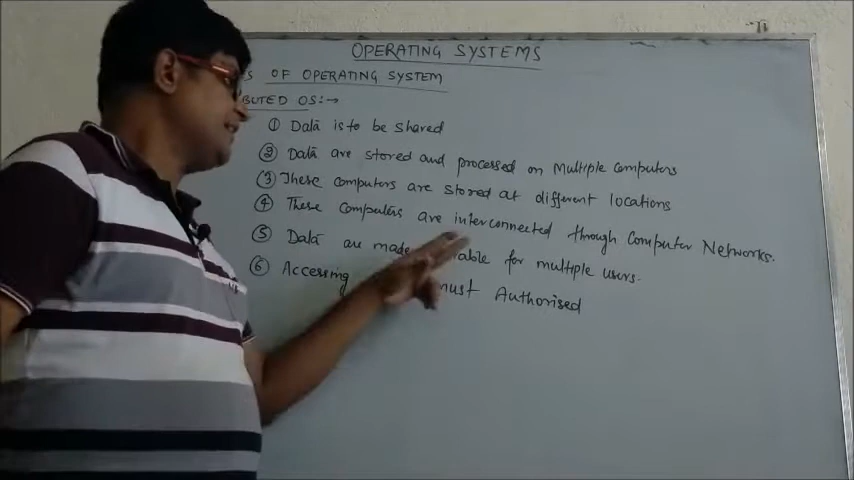 OPERATING SYSTEMS
S OF OPERATING SYSTEM
BUTED OS:→
① Data is to be shared
② Data are stored and processed on Multiple Computers
③ These computers are stored at different locations
④ These Computers are interconnected through Computer Networks.
⑤ Data are made able for multiple users.
⑥ Accessing must Authorised